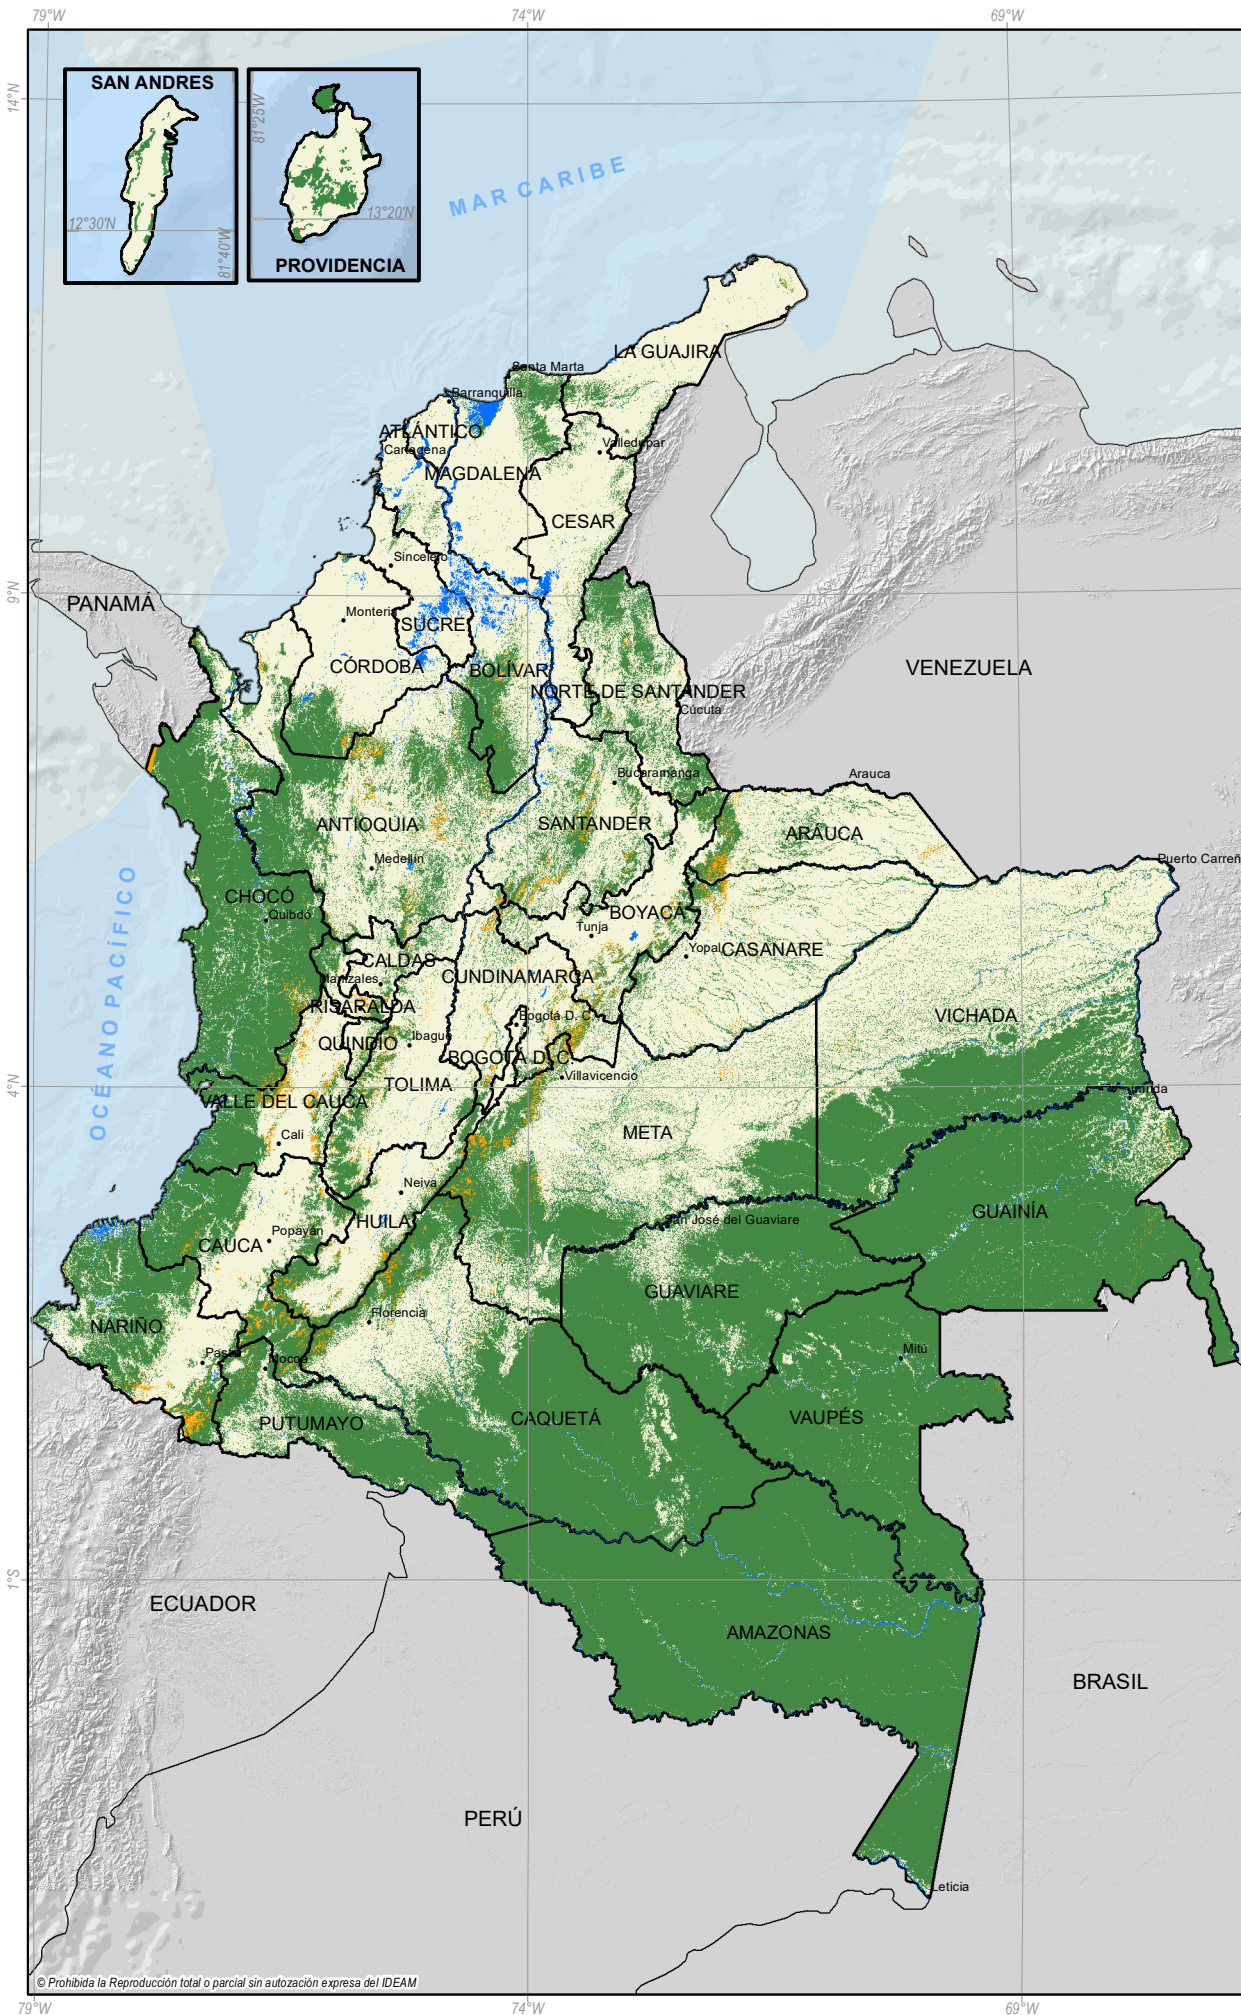 79°W
74°W
69°W
14°N
SAN ANDRES
12°30'N
81°40'W
81°25'W
13°20'N
PROVIDENCIA
MAR CARIBE
LA GUAJIRA
Santa Marta
Barranquilla
ATLÁNTICO
Cartagena
Valledupar
MAGDALENA
CESAR
Sincelejo
9°N
PANAMÁ
Montería
SUCRE
CÓRDOBA
BOLÍVAR
VENEZUELA
NORTE DE SANTANDER
Cúcuta
Bucaramanga
Arauca
ANTIOQUIA
SANTANDER
ARAUCA
Medellín
Puerto Carreñ
OCÉANO PACÍFICO
CHOCÓ
Quibdó
BOYACÁ
Tunja
Yopal
CASANARE
CALDAS
CUNDINAMARCA
Manizales
RISARALDA
Bogotá D. C.
VICHADA
QUINDIO
Ibagué
BOGOTÁ D. C.
TOLIMA
Villavicencio
4°N
VALLE DEL CAUCA
Cali
META
Neiva
GUAINÍA
HUILA
San José del Guaviare
Popayán
CAUCA
GUAVIARE
Florencia
NARIÑO
Pasto
Mocoa
Mitú
PUTUMAYO
CAQUETÁ
VAUPÉS
1°S
ECUADOR
AMAZONAS
BRASIL
PERÚ
Leticia
© Prohibida la Reproducción total o parcial sin autozación expresa del IDEAM
79°W
74°W
69°W